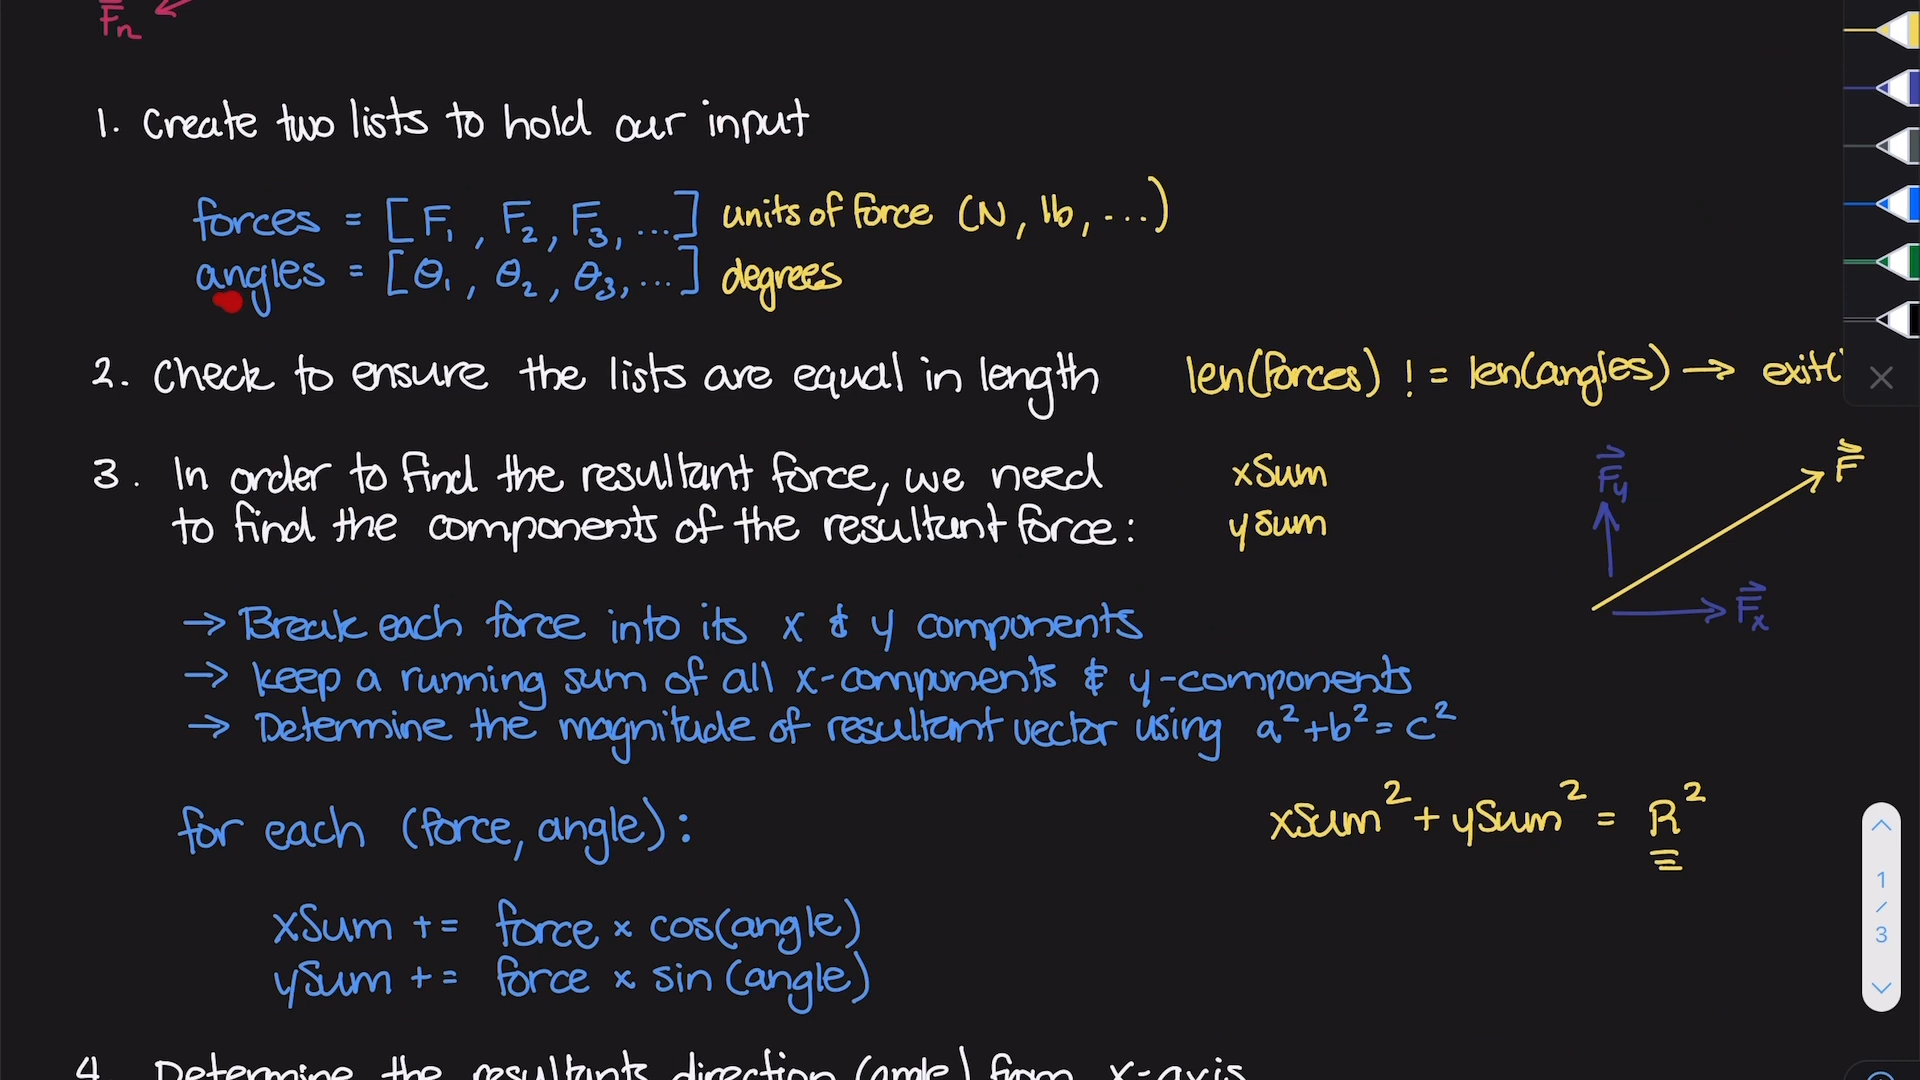 Fn
1. Create two lists to hold our input
forces = [F₁, F₂, F₃, ...] units of force (N, lb, ...)
angles = [θ₁, θ₂, θ₃, ...] degrees
2. Check to ensure the lists are equal in length len(forces) != len(angles) → exit(
3. In order to find the resultant force, we need
to find the components of the resultant force:
xSum
ySum
Fy
F
Fx
→ Break each force into its x & y components
→ keep a running sum of all x-components & y-components
→ Determine the magnitude of resultant vector using a²+b²=c²
for each (force, angle):
xSum² + ySum² = R²
xSum += force × cos(angle)
ySum += force × sin(angle)
1
/
3
4. Determine the resultants direction (angle) from x-axis